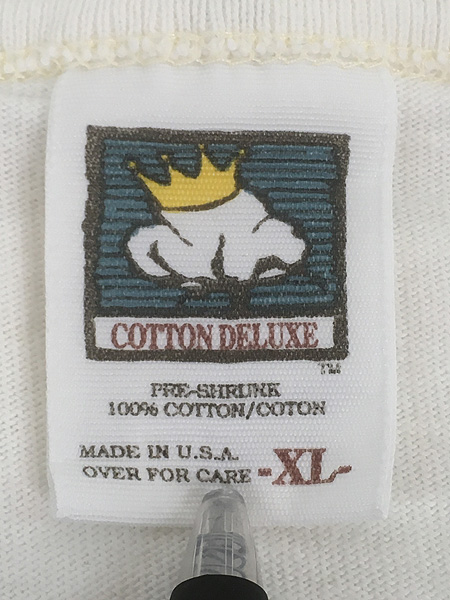 COTTON DELUXE
TM
PRE-SHRUNK
100% COTTON/COTON
MADE IN U.S.A.
OVER FOR CARE -XL-